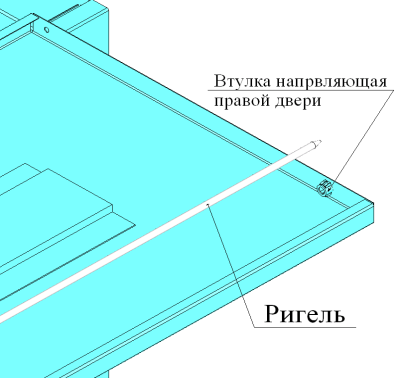 Втулка напрвляющая
правой двери
Ригель